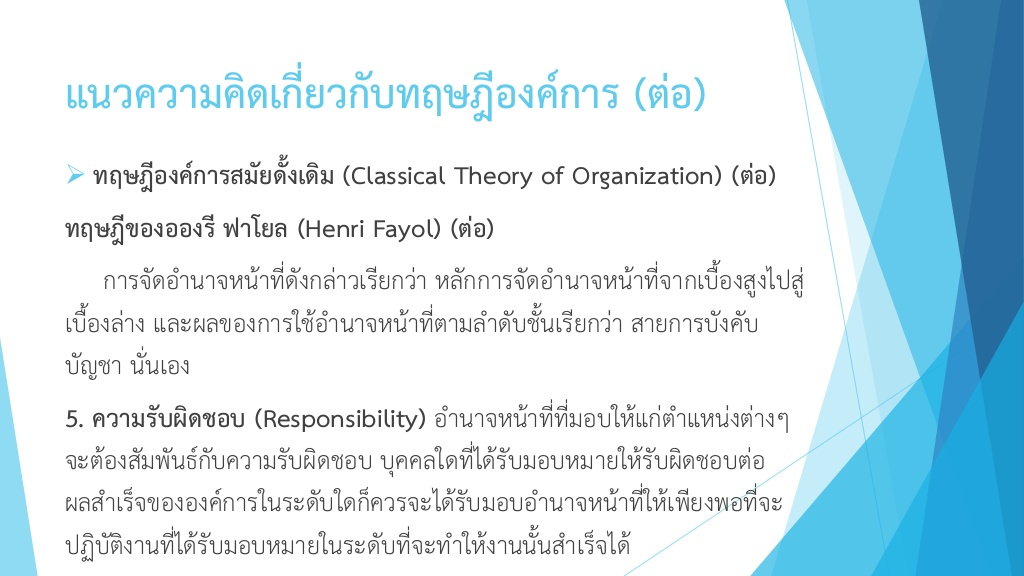 แนวความคิดเกี่ยวกับทฤษฎีองค์การ (ต่อ)
ทฤษฎีองค์การสมัยดั้งเดิม (Classical Theory of Organization) (ต่อ)
ทฤษฎีของอองรี ฟาโยล (Henri Fayol) (ต่อ)
การจัดอำนาจหน้าที่ดังกล่าวเรียกว่า หลักการจัดอำนาจหน้าที่จากเบื้องสูงไปสู่
เบื้องล่าง และผลของการใช้อำนาจหน้าที่ตามลำดับชั้นเรียกว่า สายการบังคับ
บัญชา นั่นเอง
5. ความรับผิดชอบ (Responsibility) อำนาจหน้าที่ที่มอบให้แก่ตำแหน่งต่างๆ
จะต้องสัมพันธ์กับความรับผิดชอบ บุคคลใดที่ได้รับมอบหมายให้รับผิดชอบต่อ
ผลสำเร็จขององค์การในระดับใดก็ควรจะได้รับมอบอำนาจหน้าที่ให้เพียงพอที่จะ
ปฏิบัติงานที่ได้รับมอบหมายในระดับที่จะทำให้งานนั้นสำเร็จได้